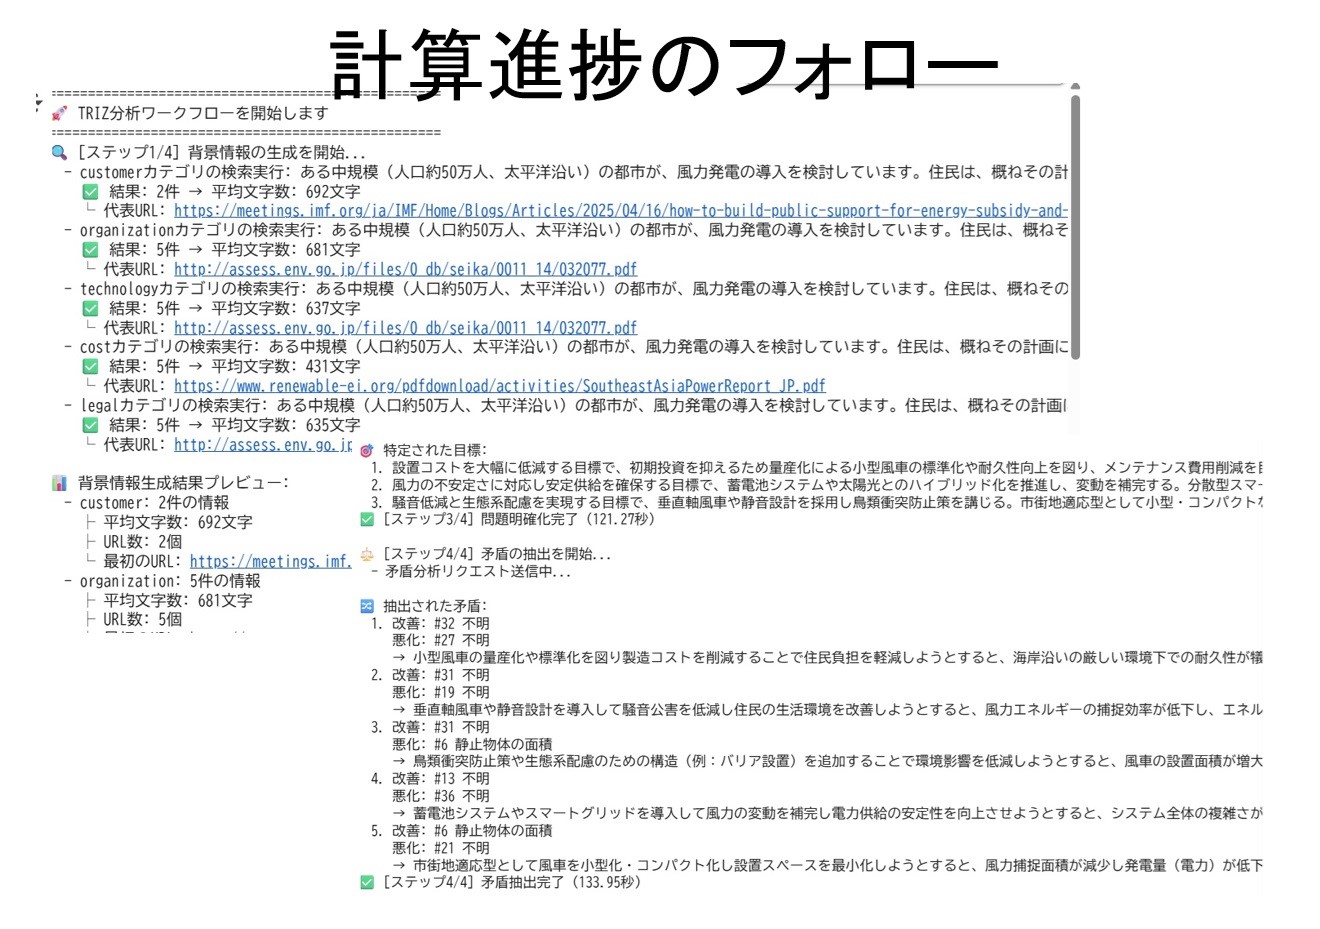 計算進捗のフォロー
==================================================
🚀 TRIZ分析ワークフローを開始します
==================================================
🔍 [ステップ1/4] 背景情報の生成を開始...
- customerカテゴリの検索実行: ある中規模（人口約50万人、太平洋沿い）の都市が、風力発電の導入を検討しています。住民は、概ねその計
✅ 結果: 2件 → 平均文字数: 692文字
└ 代表URL: https://meetings.imf.org/ja/IMF/Home/Blogs/Articles/2025/04/16/how-to-build-public-support-for-energy-subsidy-and-
- organizationカテゴリの検索実行: ある中規模（人口約50万人、太平洋沿い）の都市が、風力発電の導入を検討しています。住民は、概ねそ
✅ 結果: 5件 → 平均文字数: 681文字
└ 代表URL: http://assess.env.go.jp/files/0_db/seika/0011_14/032077.pdf
- technologyカテゴリの検索実行: ある中規模（人口約50万人、太平洋沿い）の都市が、風力発電の導入を検討しています。住民は、概ねその
✅ 結果: 5件 → 平均文字数: 637文字
└ 代表URL: http://assess.env.go.jp/files/0_db/seika/0011_14/032077.pdf
- costカテゴリの検索実行: ある中規模（人口約50万人、太平洋沿い）の都市が、風力発電の導入を検討しています。住民は、概ねその計画に
✅ 結果: 5件 → 平均文字数: 431文字
└ 代表URL: https://www.renewable-ei.org/pdfdownload/activities/SoutheastAsiaPowerReport_JP.pdf
- legalカテゴリの検索実行: ある中規模（人口約50万人、太平洋沿い）の都市が、風力発電の導入を検討しています。住民は、概ねその計画
✅ 結果: 5件 → 平均文字数: 635文字
└ 代表URL: http://assess.env.go.jp
📊 背景情報生成結果プレビュー:
- customer: 2件の情報
├ 平均文字数: 692文字
├ URL数: 2個
└ 最初のURL: https://meetings.imf.
- organization: 5件の情報
├ 平均文字数: 681文字
├ URL数: 5個
🎯 特定された目標:
1. 設置コストを大幅に低減する目標で、初期投資を抑えるため量産化による小型風車の標準化や耐久性向上を図り、メンテナンス費用削減を
2. 風力の不安定さに対応し安定供給を確保する目標で、蓄電池システムや太陽光とのハイブリッド化を推進し、変動を補完する。分散型スマー
3. 騒音低減と生態系配慮を実現する目標で、垂直軸風車や静音設計を採用し鳥類衝突防止策を講じる。市街地適応型として小型・コンパクト
✅ [ステップ3/4] 問題明確化完了（121.27秒）
⚖️ [ステップ4/4] 矛盾の抽出を開始...
- 矛盾分析リクエスト送信中...
🔀 抽出された矛盾:
1. 改善: #32 不明
悪化: #27 不明
→ 小型風車の量産化や標準化を図り製造コストを削減することで住民負担を軽減しようとすると、海岸沿いの厳しい環境下での耐久性が犠
2. 改善: #31 不明
悪化: #19 不明
→ 垂直軸風車や静音設計を導入して騒音公害を低減し住民の生活環境を改善しようとすると、風力エネルギーの捕捉効率が低下し、エネル
3. 改善: #31 不明
悪化: #6 静止物体の面積
→ 鳥類衝突防止策や生態系配慮のための構造（例：バリア設置）を追加することで環境影響を低減しようとすると、風車の設置面積が増大
4. 改善: #13 不明
悪化: #36 不明
→ 蓄電池システムやスマートグリッドを導入して風力の変動を補完し電力供給の安定性を向上させようとすると、システム全体の複雑さが
5. 改善: #6 静止物体の面積
悪化: #21 不明
→ 市街地適応型として風車を小型化・コンパクト化し設置スペースを最小化しようとすると、風力捕捉面積が減少し発電量（電力）が低下
✅ [ステップ4/4] 矛盾抽出完了（133.95秒）